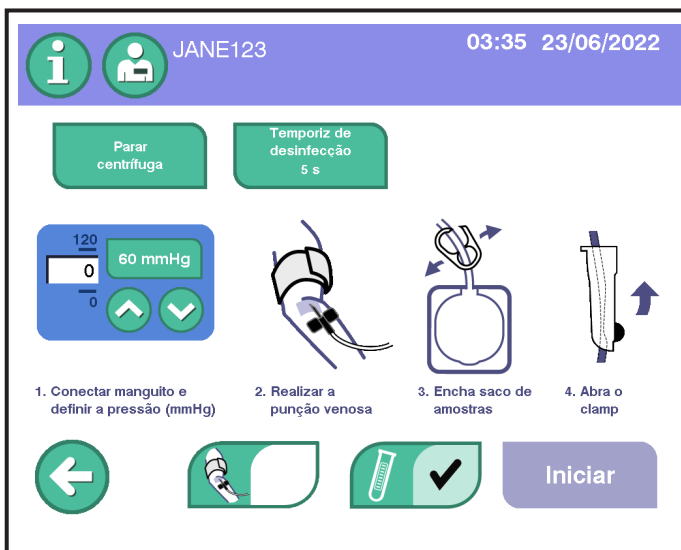 JANE123
03:35 23/06/2022
Parar
centrífuga
Temporiz de
desinfecção
5 s
120
0
60 mmHg
0
1. Conectar manguito e
definir a pressão (mmHg)
2. Realizar a
punção venosa
3. Encha saco de
amostras
4. Abra o
clamp
Iniciar